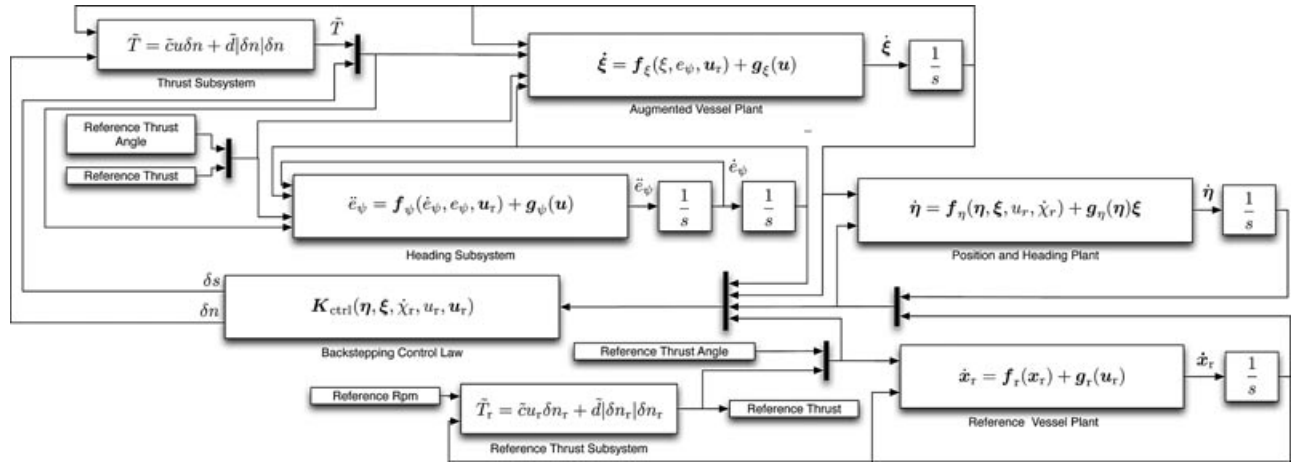 T̃ = c̃uδn + d̃|δn|δn
T̃
Thrust Subsystem
ξ̇ = f_ξ(ξ, e_ψ, u_r) + g_ξ(u)
ξ̇
1/s
Augmented Vessel Plant
Reference Thrust
Angle
Reference Thrust
ë_ψ = f_ψ(ė_ψ, e_ψ, u_r) + g_ψ(u)
ë_ψ
1/s
ė_ψ
1/s
Heading Subsystem
η̇ = f_η(η, ξ, u_r, χ̇_r) + g_η(η)ξ
η̇
1/s
Position and Heading Plant
δs
δn
K_ctrl(η, ξ, χ̇_r, u_r, u_r)
Backstepping Control Law
Reference Thrust Angle
ẋ_r = f_r(x_r) + g_r(u_r)
ẋ_r
1/s
Reference Vessel Plant
Reference Rpm
T̃_r = c̃u_rδn_r + d̃|δn_r|δn_r
Reference Thrust
Reference Thrust Subsystem